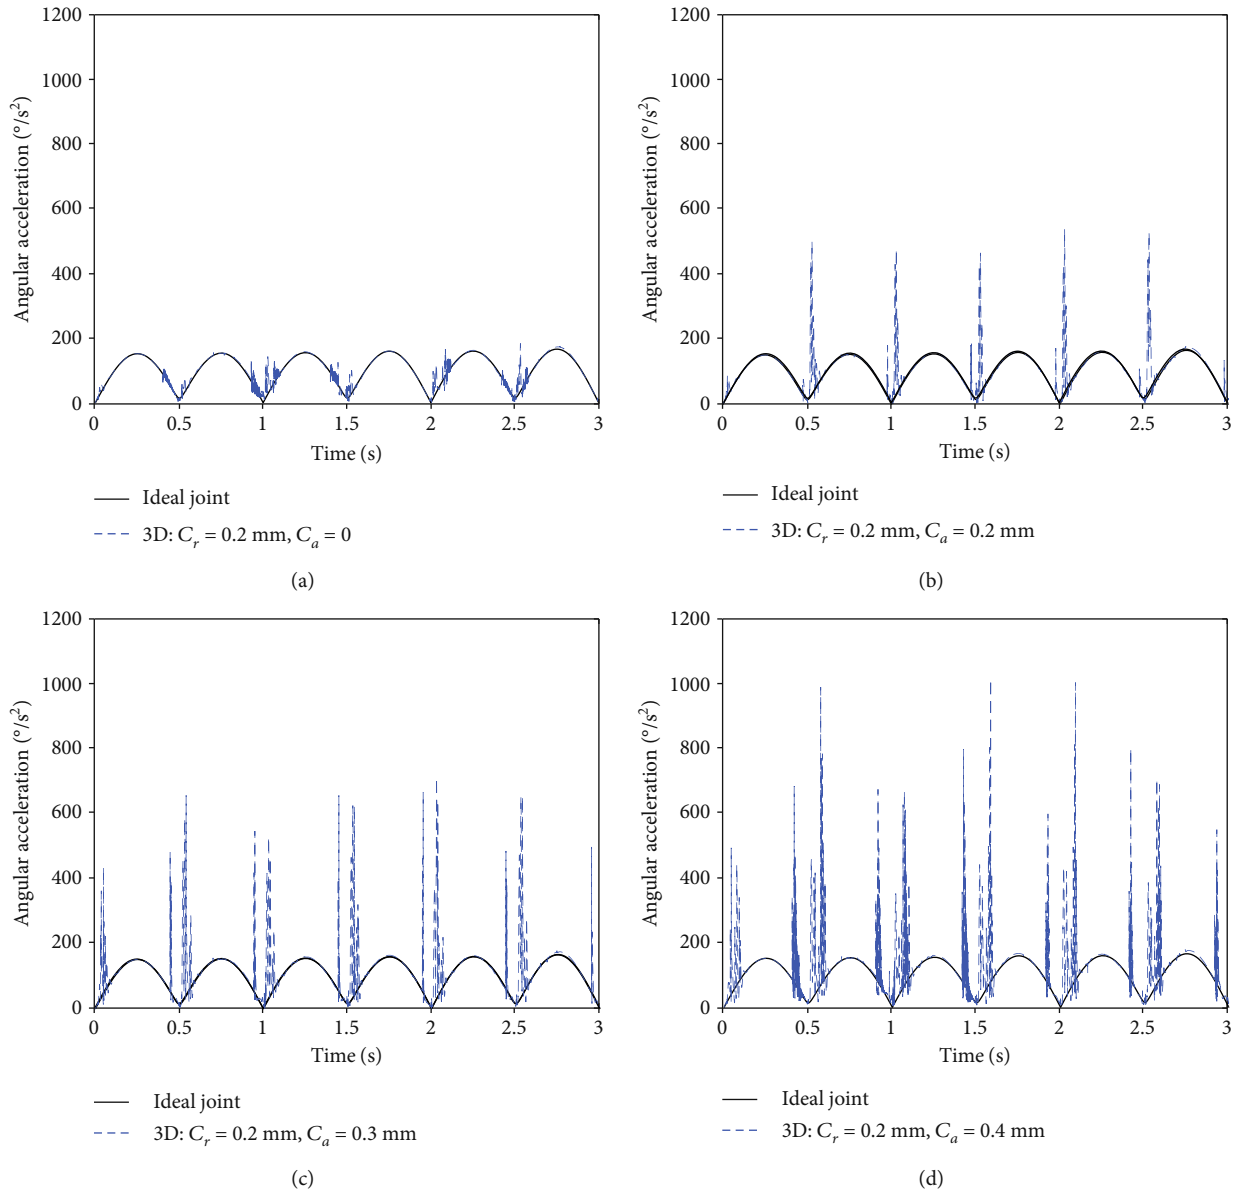 1200
1000
800
600
400
200
0
Angular acceleration (°/s²)
0 0.5 1 1.5 2 2.5 3
Time (s)
Ideal joint
3D: Cᵣ = 0.2 mm, Cₐ = 0
(a)
1200
1000
800
600
400
200
0
Angular acceleration (°/s²)
0 0.5 1 1.5 2 2.5 3
Time (s)
Ideal joint
3D: Cᵣ = 0.2 mm, Cₐ = 0.2 mm
(b)
1200
1000
800
600
400
200
0
Angular acceleration (°/s²)
0 0.5 1 1.5 2 2.5 3
Time (s)
Ideal joint
3D: Cᵣ = 0.2 mm, Cₐ = 0.3 mm
(c)
1200
1000
800
600
400
200
0
Angular acceleration (°/s²)
0 0.5 1 1.5 2 2.5 3
Time (s)
Ideal joint
3D: Cᵣ = 0.2 mm, Cₐ = 0.4 mm
(d)